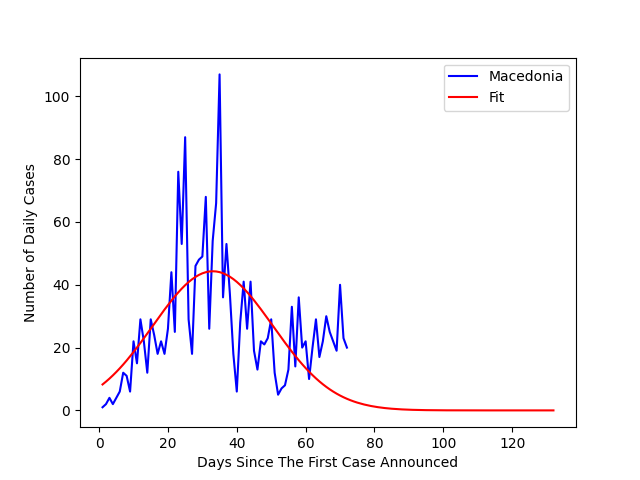 Macedonia
Fit
100
80
60
40
20
0
Number of Daily Cases
0 20 40 60 80 100 120
Days Since The First Case Announced